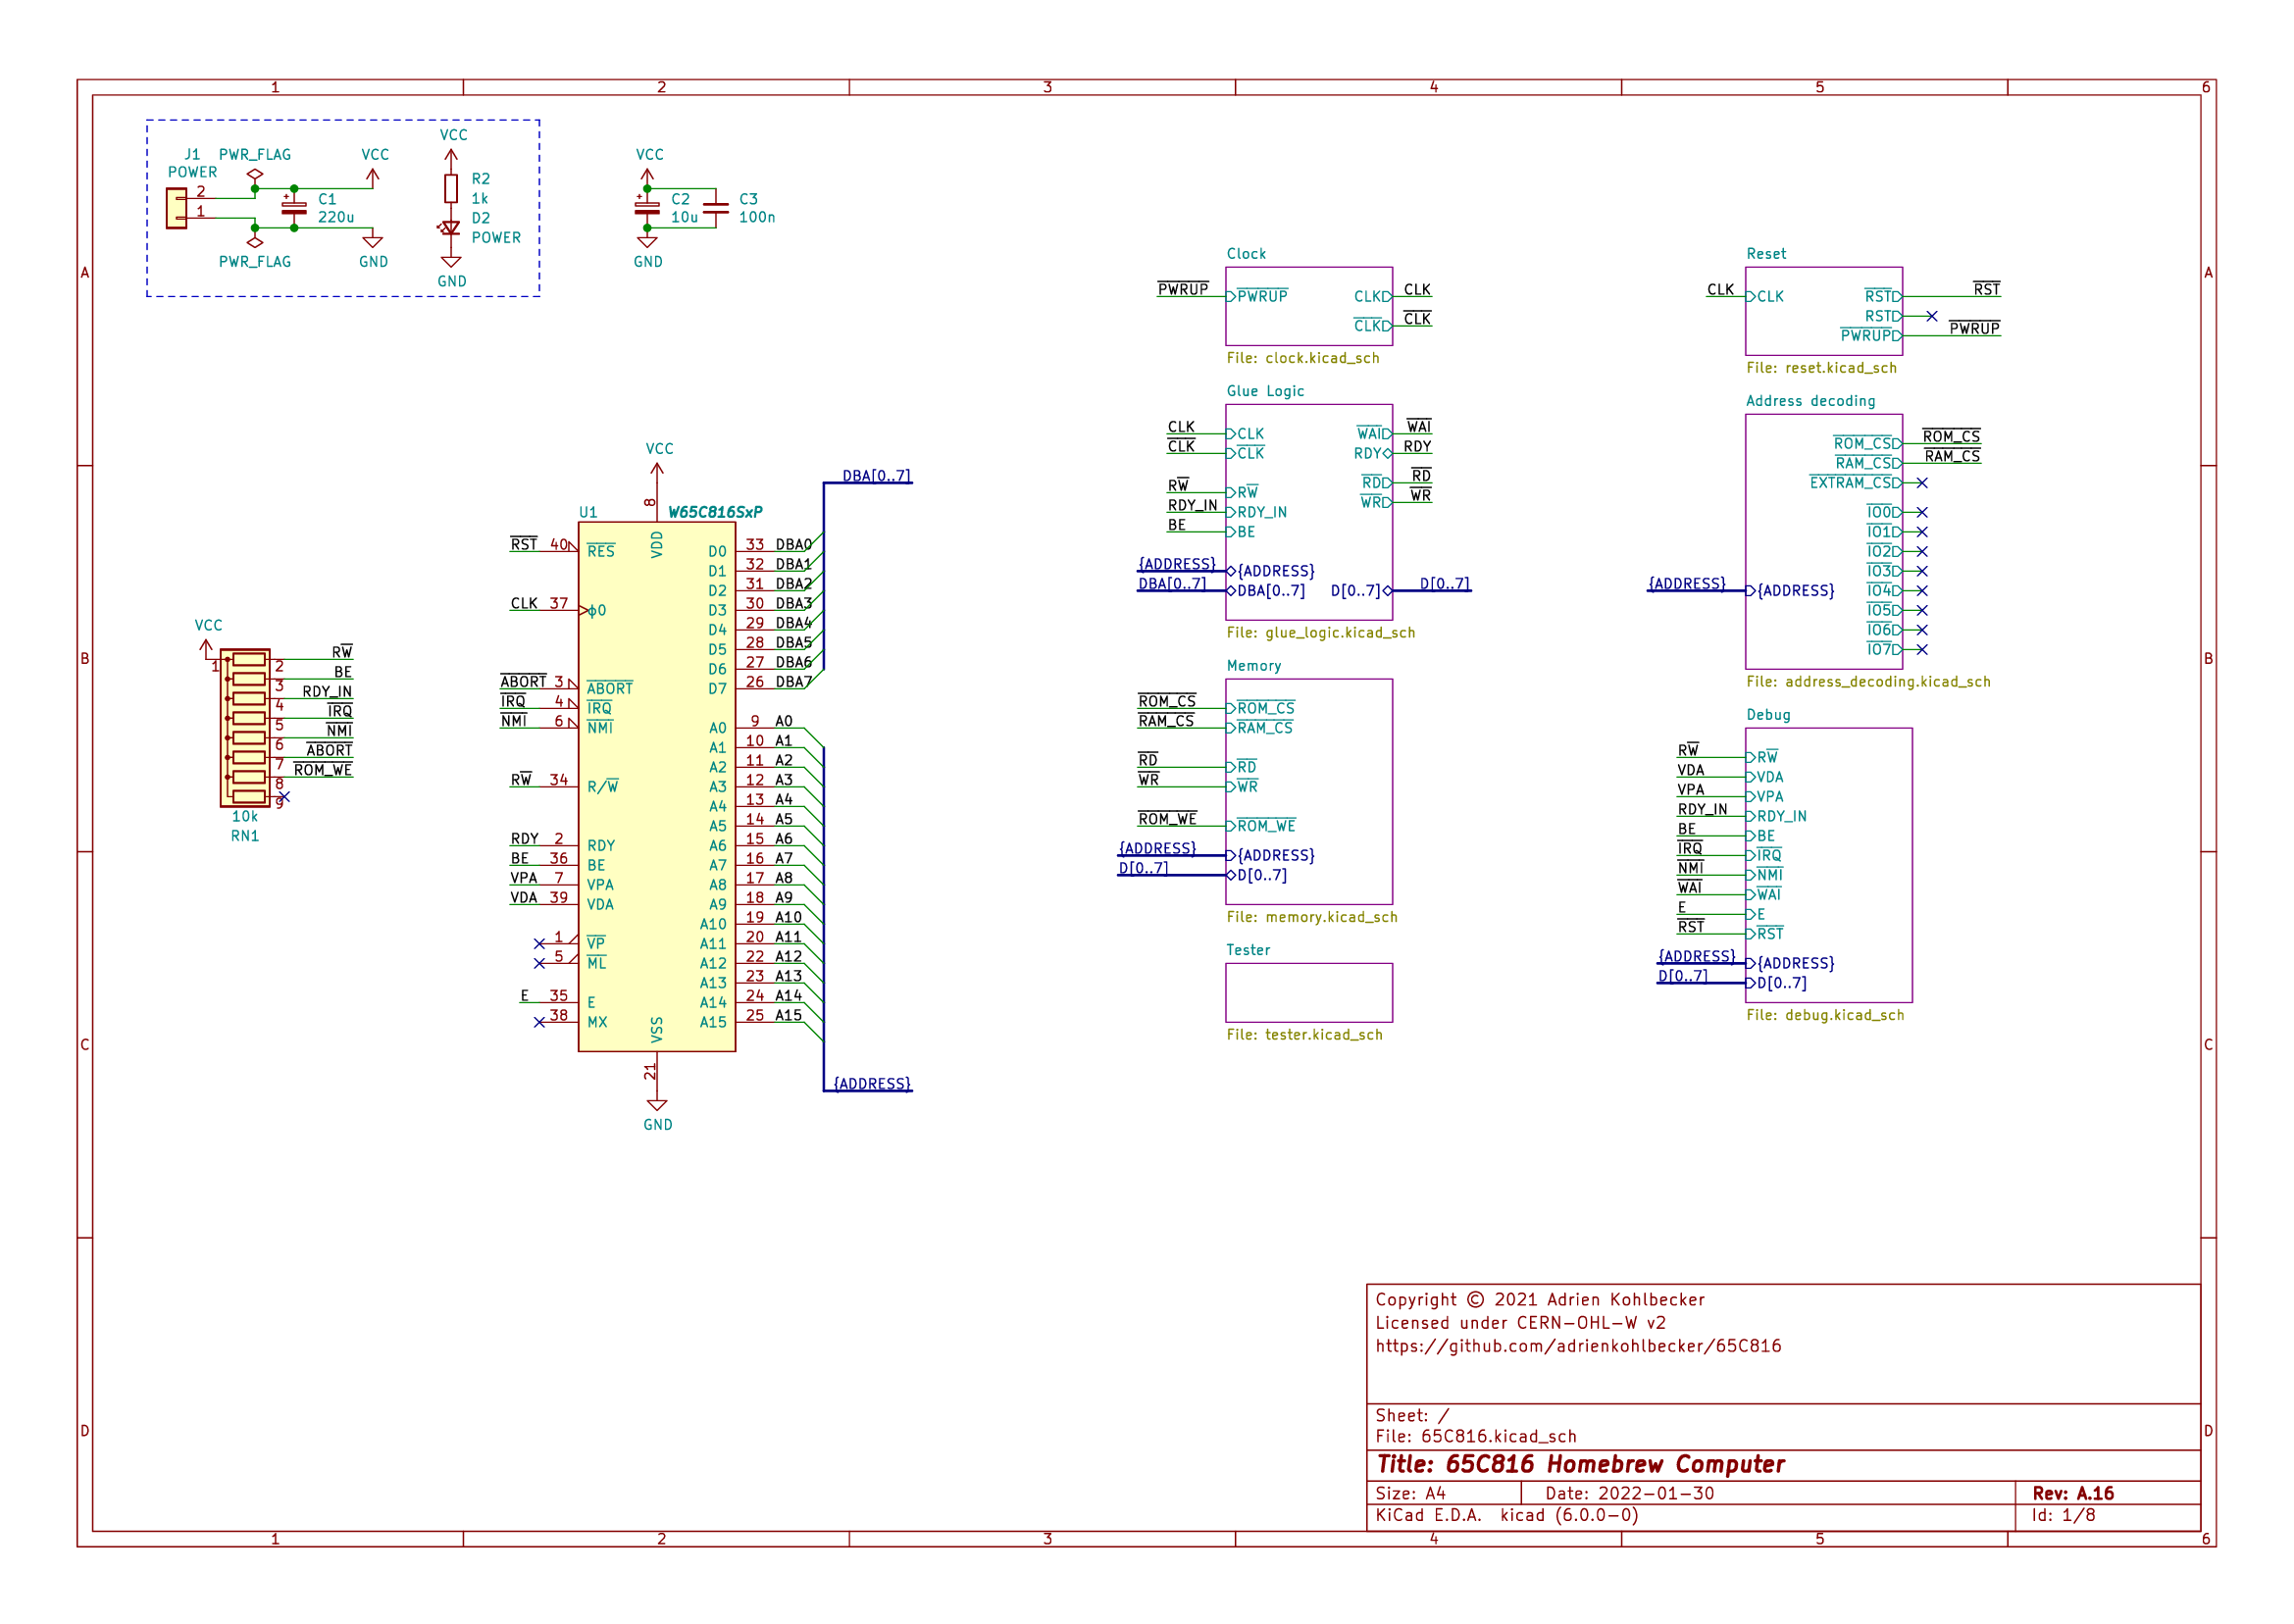 1 2 3 4 5 6
A
B
C
D
J1
POWER
2
1
PWR_FLAG
PWR_FLAG
C1
220u
VCC
GND
VCC
R2
1k
D2
POWER
GND
VCC
C2
10u
C3
100n
GND
VCC
1
R̅W̅
BE
RDY_IN
IRQ
NMI
ABORT
ROM_WE
2
3
4
5
6
7
8
9
10k
RN1
VCC
8
U1
W65C816SxP
VDD
RST 40 RES
CLK 37 ϕ0
ABORT 3 ABORT
IRQ 4 IRQ
NMI 6 NMI
RW 34 R/W
RDY 2 RDY
BE 36 BE
VPA 7 VPA
VDA 39 VDA
1 VP
5 ML
E 35 E
38 MX
VSS
21
GND
DBA[0..7]
D0 33 DBA0
D1 32 DBA1
D2 31 DBA2
D3 30 DBA3
D4 29 DBA4
D5 28 DBA5
D6 27 DBA6
D7 26 DBA7
A0 9 A0
A1 10 A1
A2 11 A2
A3 12 A3
A4 13 A4
A5 14 A5
A6 15 A6
A7 16 A7
A8 17 A8
A9 18 A9
A10 19 A10
A11 20 A11
A12 22 A12
A13 23 A13
A14 24 A14
A15 25 A15
{ADDRESS}
Clock
PWRUP PWRUP CLK CLK
CLK CLK
File: clock.kicad_sch
Glue Logic
CLK CLK WAI WAI
CLK CLK RDY RDY
RD RD
RW RW
WR WR
RDY_IN RDY_IN
BE BE
{ADDRESS} {ADDRESS}
DBA[0..7] DBA[0..7] D[0..7] D[0..7]
File: glue_logic.kicad_sch
Memory
ROM_CS ROM_CS
RAM_CS RAM_CS
RD RD
WR WR
ROM_WE ROM_WE
{ADDRESS} {ADDRESS}
D[0..7] D[0..7]
File: memory.kicad_sch
Tester
File: tester.kicad_sch
Reset
CLK CLK RST RST
RST
PWRUP PWRUP
File: reset.kicad_sch
Address decoding
ROM_CS ROM_CS
RAM_CS RAM_CS
EXTRAM_CS
IO0
IO1
IO2
IO3
{ADDRESS} {ADDRESS} IO4
IO5
IO6
IO7
File: address_decoding.kicad_sch
Debug
RW RW
VDA VDA
VPA VPA
RDY_IN RDY_IN
BE BE
IRQ IRQ
NMI NMI
WAI WAI
E E
RST RST
{ADDRESS} {ADDRESS}
D[0..7] D[0..7]
File: debug.kicad_sch
Copyright © 2021 Adrien Kohlbecker
Licensed under CERN-OHL-W v2
https://github.com/adrienkohlbecker/65C816
Sheet: /
File: 65C816.kicad_sch
Title: 65C816 Homebrew Computer
Size: A4 Date: 2022-01-30 Rev: A.16
KiCad E.D.A. kicad (6.0.0-0) Id: 1/8
A
B
C
D
1 2 3 4 5 6